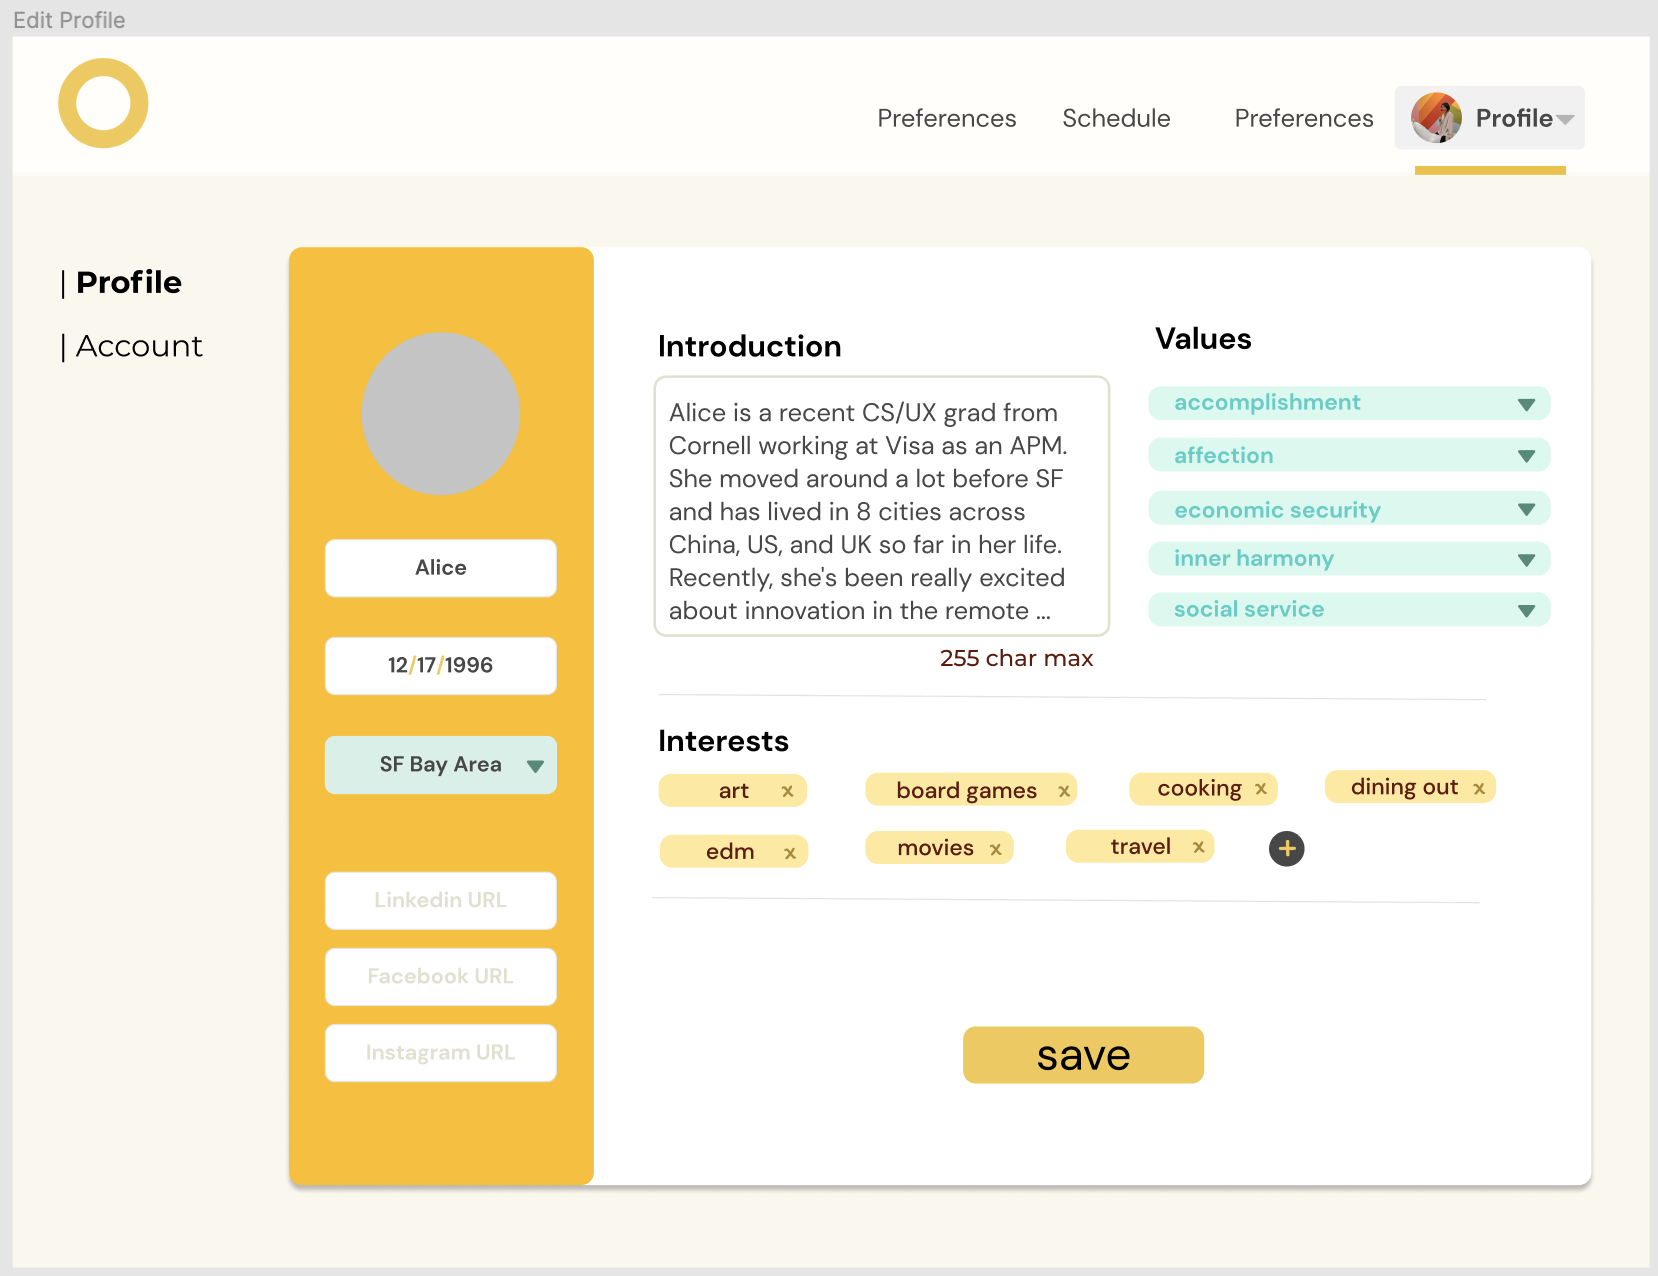 Edit Profile
Preferences Schedule Preferences Profile
| Profile
| Account
Alice
12/17/1996
SF Bay Area
Linkedin URL
Facebook URL
Instagram URL
Introduction
Alice is a recent CS/UX grad from
Cornell working at Visa as an APM.
She moved around a lot before SF
and has lived in 8 cities across
China, US, and UK so far in her life.
Recently, she's been really excited
about innovation in the remote ...
255 char max
Values
accomplishment
affection
economic security
inner harmony
social service
Interests
art x board games x cooking x dining out x
edm x movies x travel x +
save